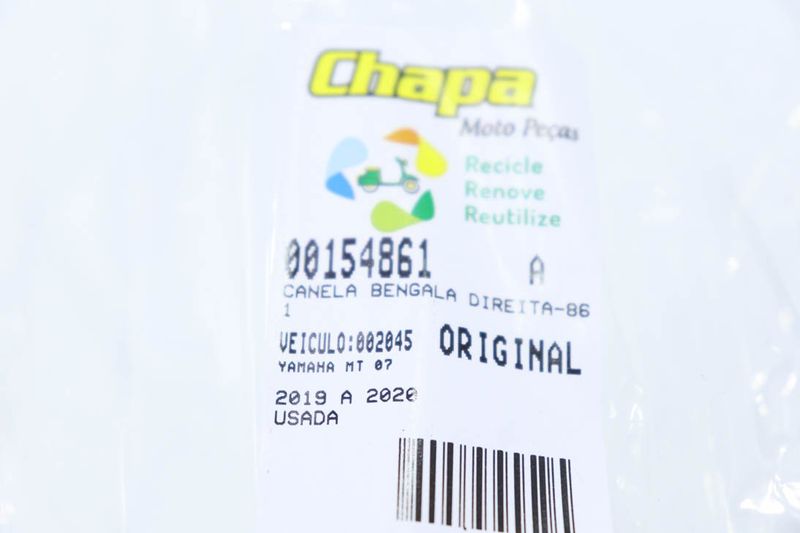 Chapa
Moto Peças
Recicle
Renove
Reutilize
00154861 A
CANELA BENGALA DIREITA-86
1
VEICULO:002045 ORIGINAL
YAMAHA MT 07
2019 A 2020
USADA